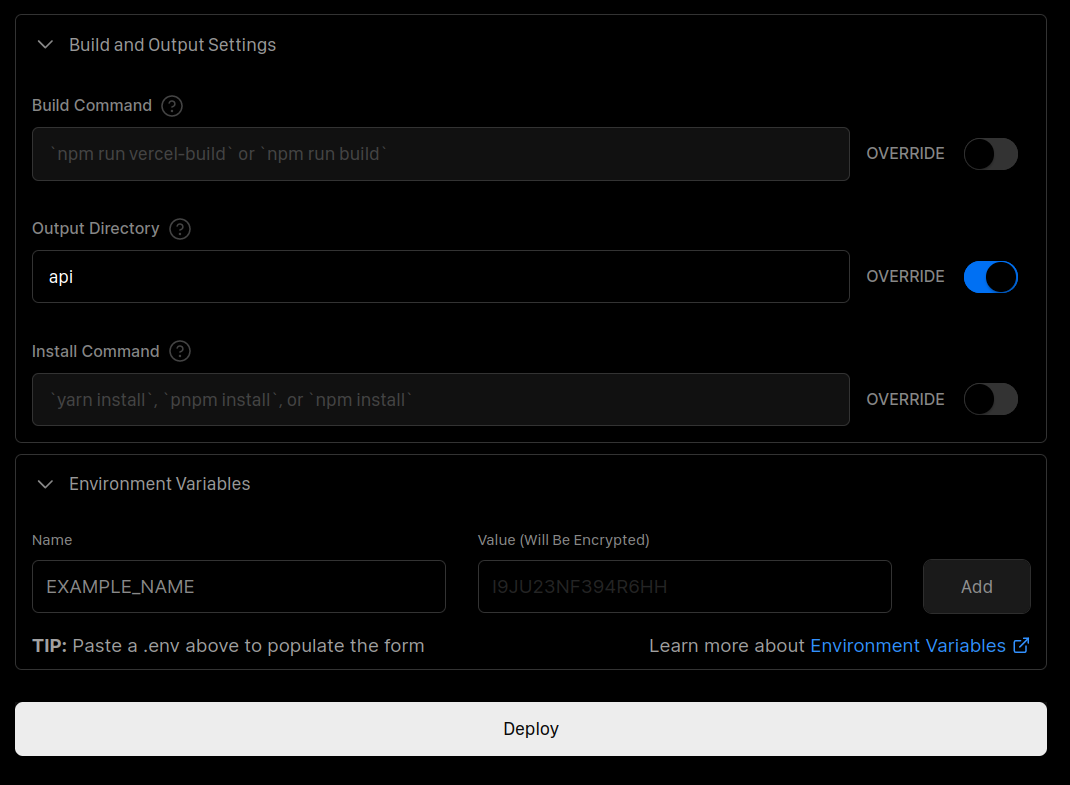 Build and Output Settings
Build Command ?
`npm run vercel-build` or `npm run build`
OVERRIDE
Output Directory ?
api
OVERRIDE
Install Command ?
`yarn install`, `pnpm install`, or `npm install`
OVERRIDE
Environment Variables
Name
Value (Will Be Encrypted)
EXAMPLE_NAME
I9JU23NF394R6HH
Add
TIP: Paste a .env above to populate the form
Learn more about Environment Variables
Deploy